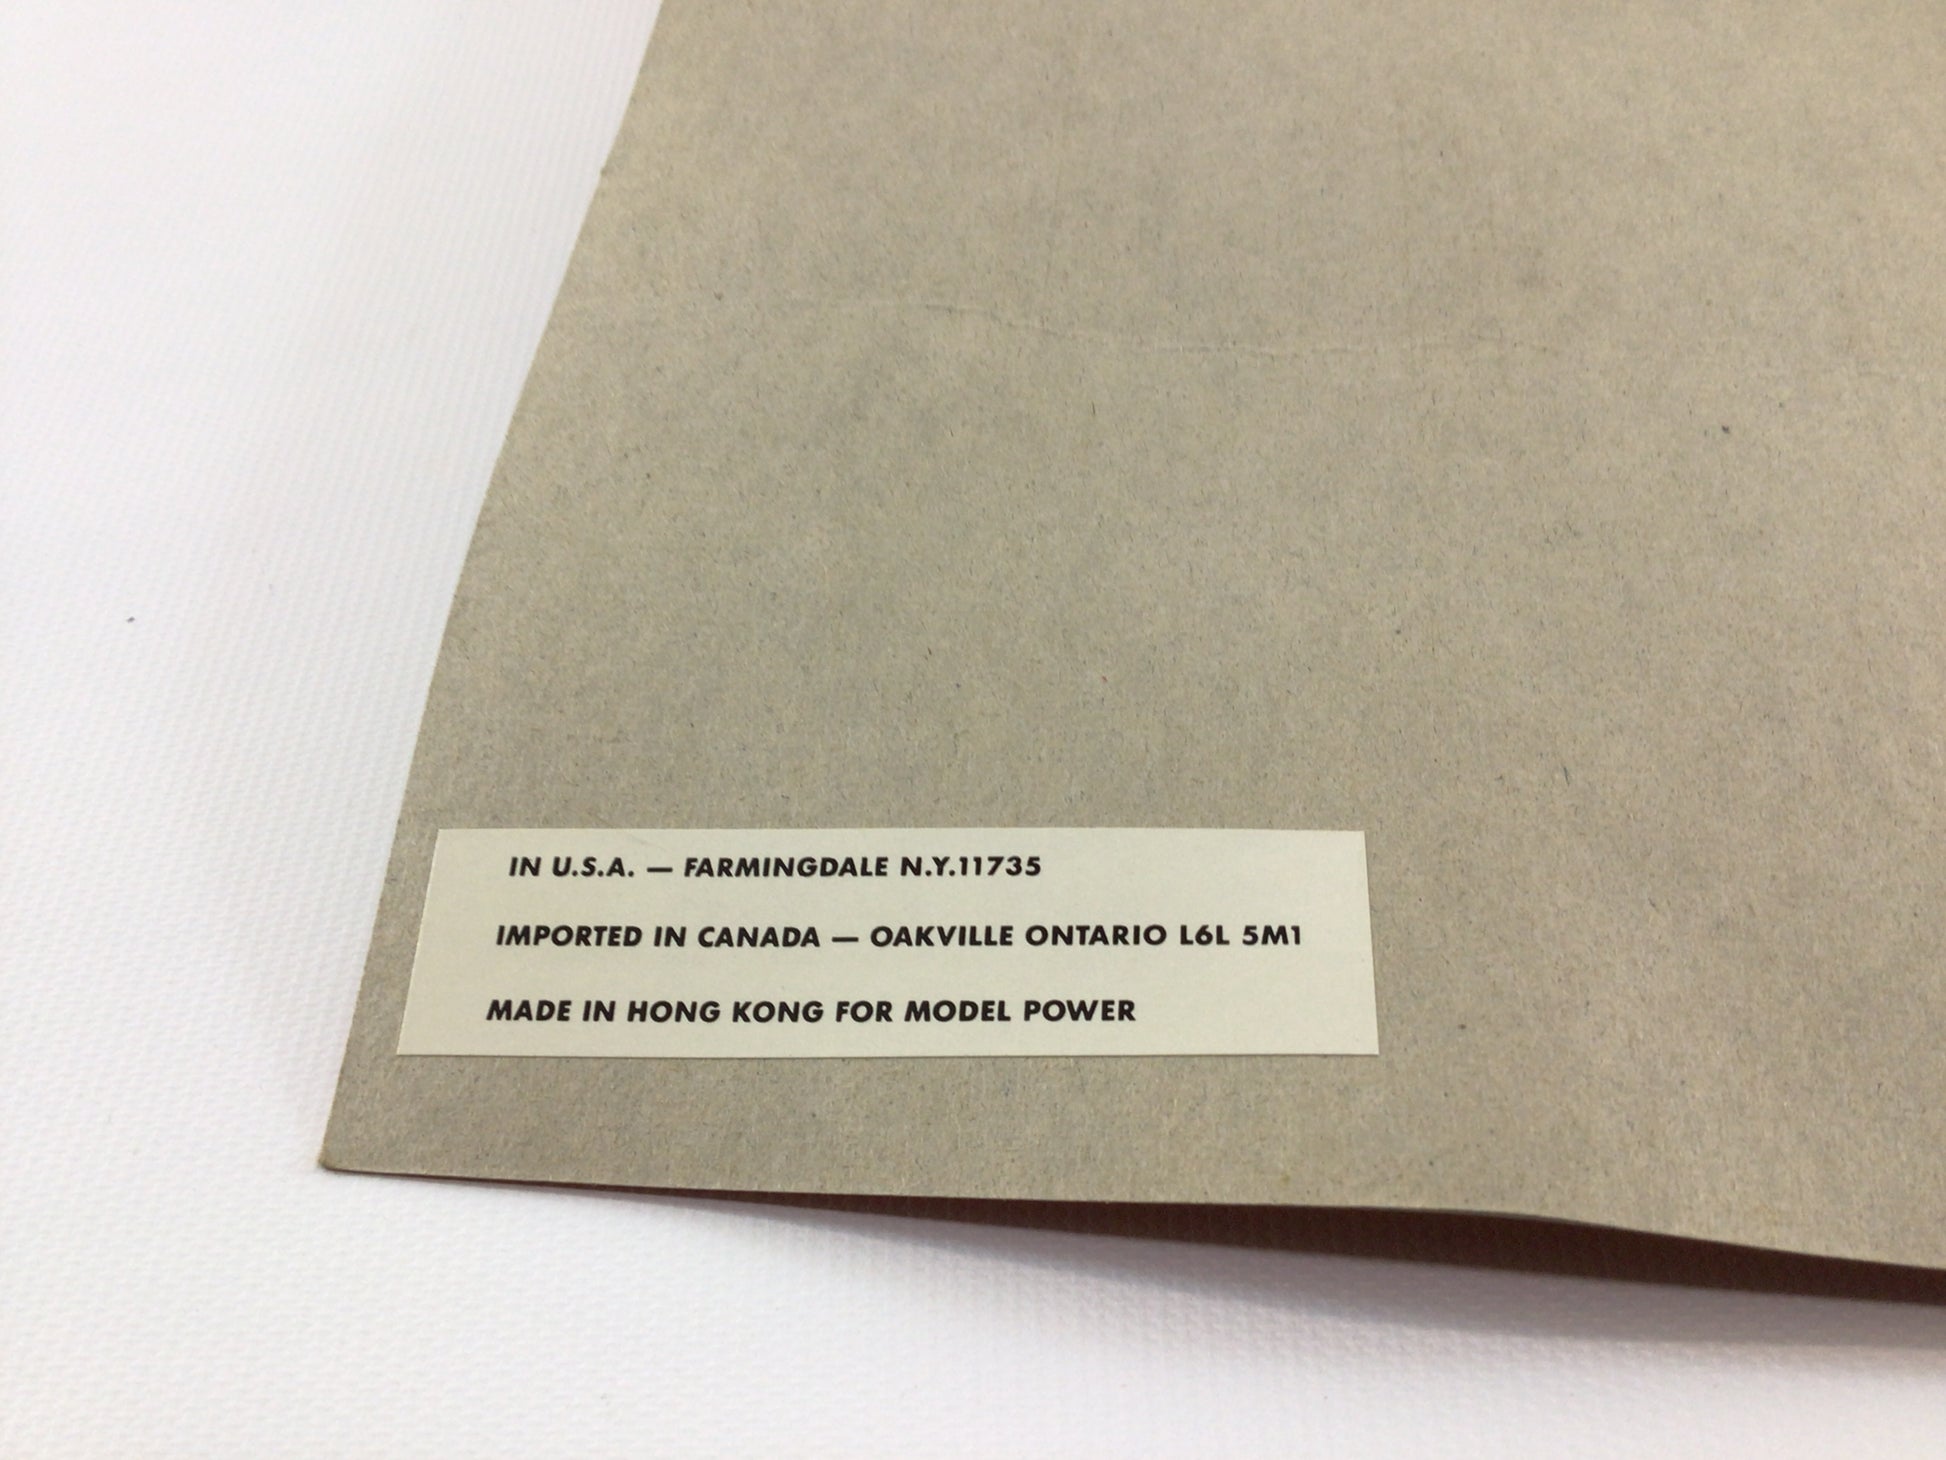 IN U.S.A. — FARMINGDALE N.Y.11735
IMPORTED IN CANADA — OAKVILLE ONTARIO L6L 5M1
MADE IN HONG KONG FOR MODEL POWER